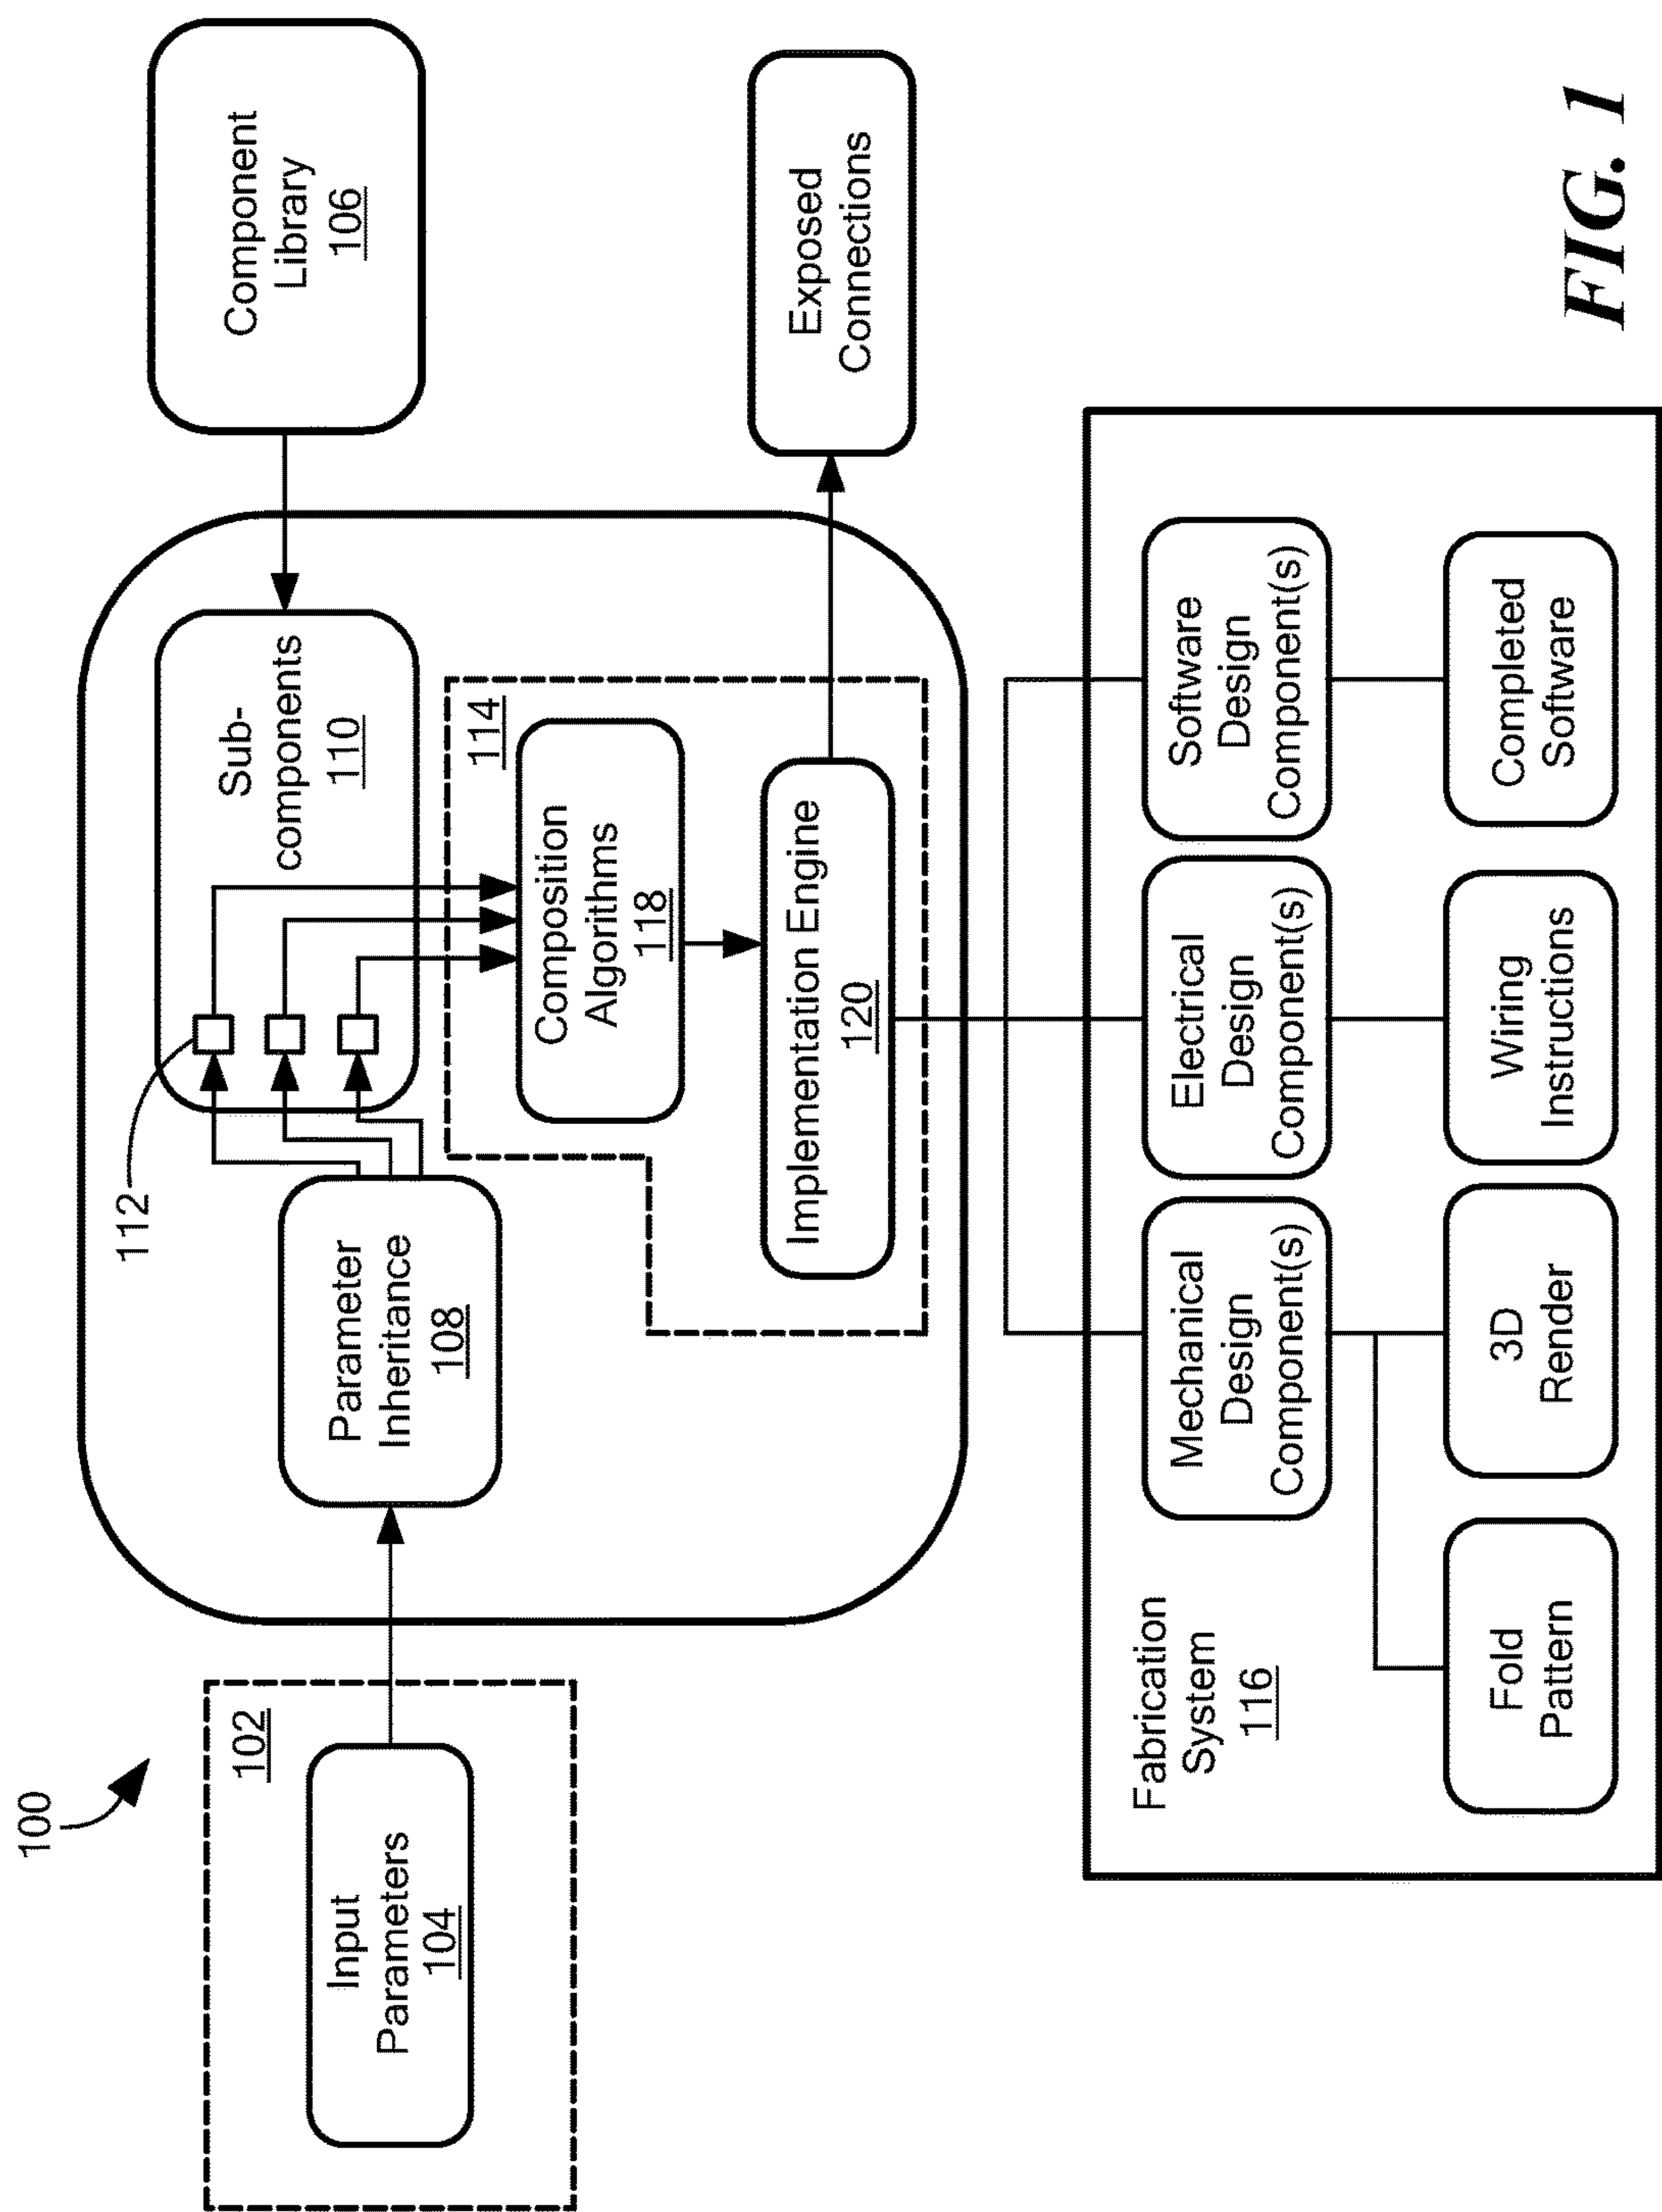 100
102
Input
Parameters
104
Parameter
Inheritance
108
112
Sub-
components
110
Component
Library
106
114
Composition
Algorithms
118
Implementation Engine
120
Exposed
Connections
Fabrication
System
116
Mechanical
Design
Component(s)
Electrical
Design
Component(s)
Software
Design
Component(s)
Fold
Pattern
3D
Render
Wiring
Instructions
Completed
Software
FIG. 1